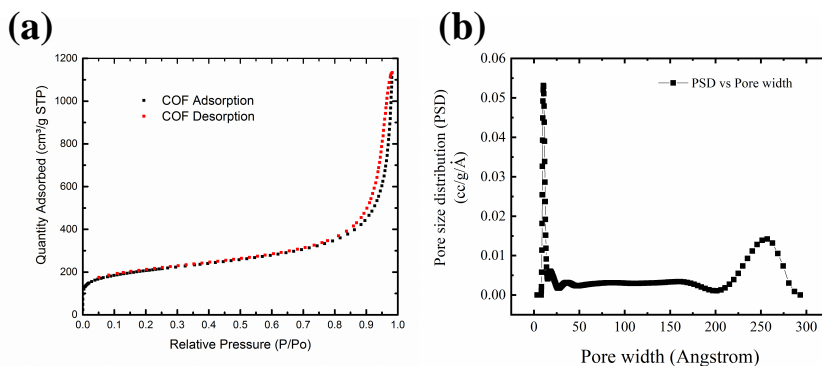 (a)
1200
1000
800
600
400
200
0
0.0 0.1 0.2 0.3 0.4 0.5 0.6 0.7 0.8 0.9 1.0
Quantity Adsorbed (cm³/g STP)
Relative Pressure (P/Po)
COF Adsorption
COF Desorption
(b)
0.06
0.05
0.04
0.03
0.02
0.01
0.00
0 50 100 150 200 250 300
Pore size distribution (PSD)
(cc/g/Å)
Pore width (Angstrom)
PSD vs Pore width